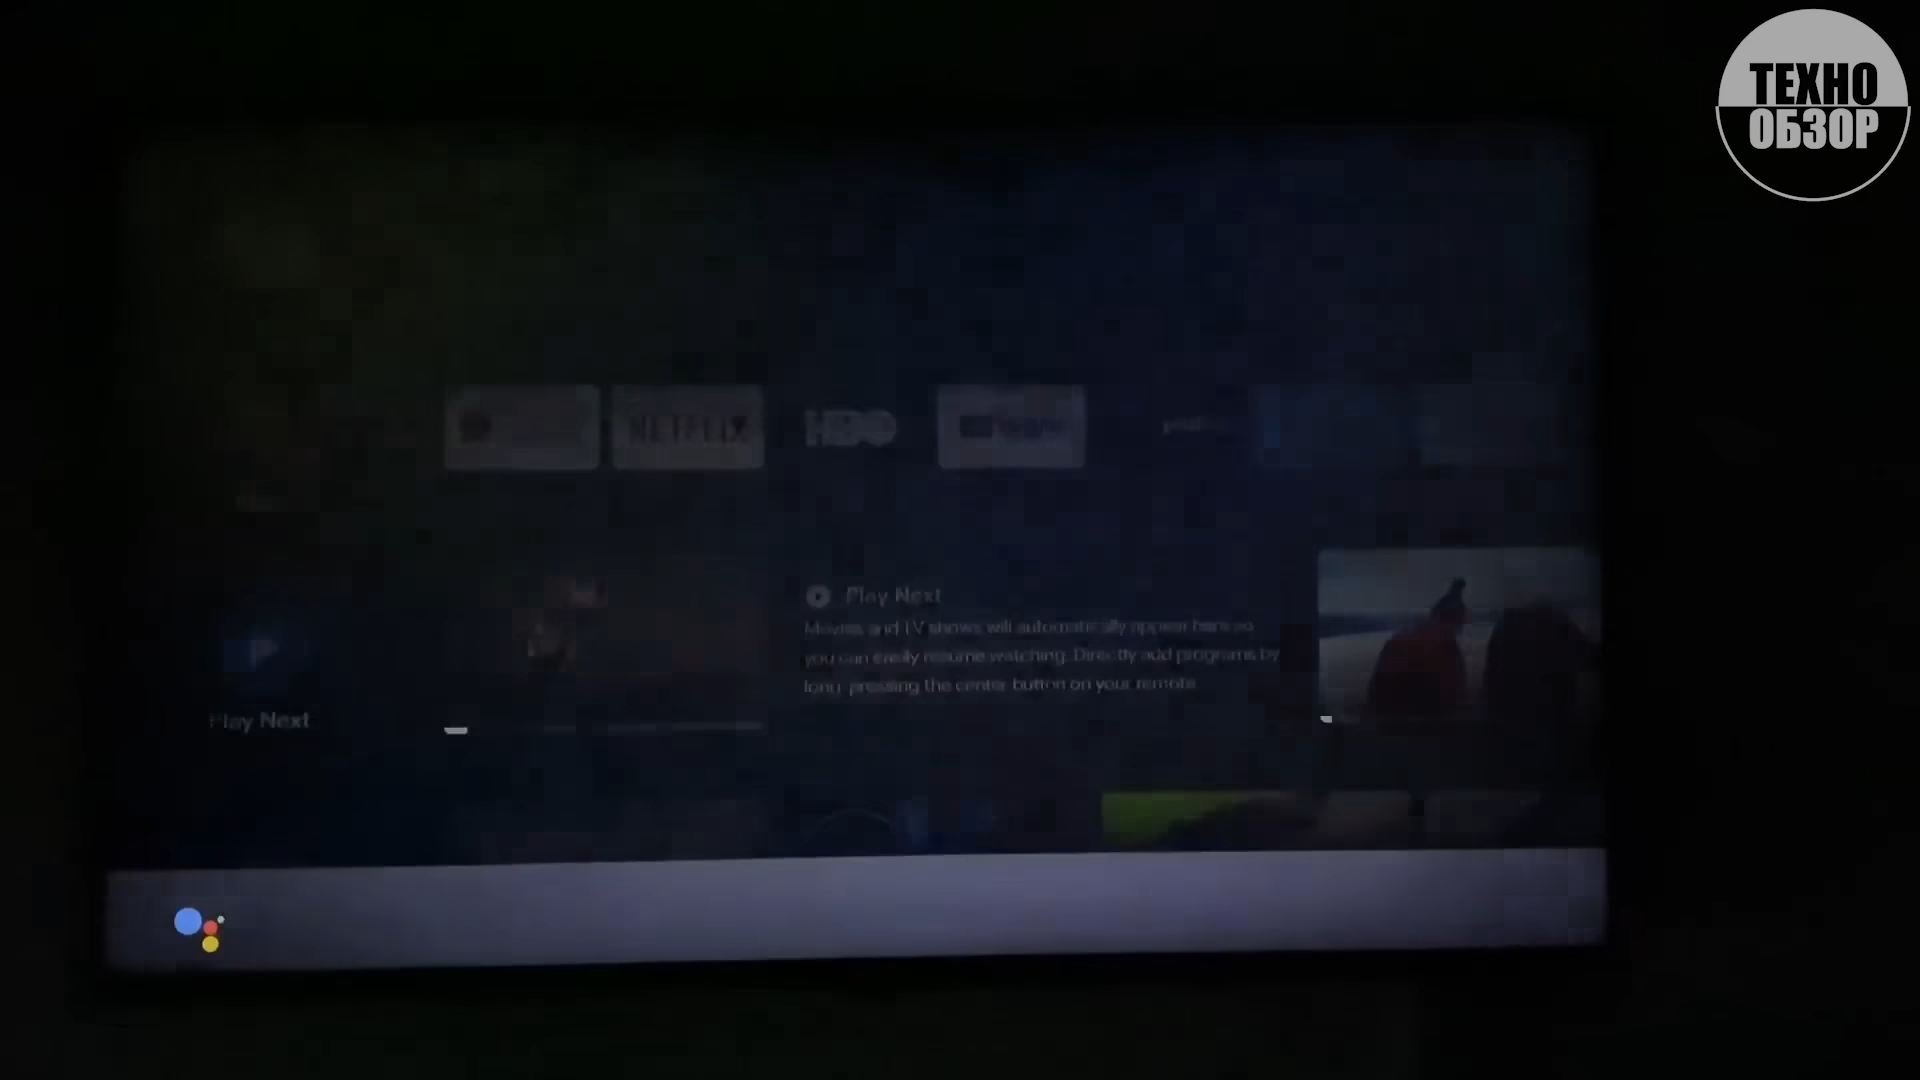 ТЕХНО
ОБЗОР
NETFLIX
HBO
Play Next
Movies and TV shows will automatically appear here so
you can easily resume watching. Directly add programs by
long-pressing the center button on your remote.
Play Next